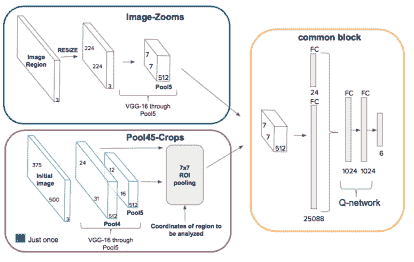 Image-Zooms
Image
Region
3
RESIZE
224
224
3
7
7
512
Pool5
VGG-16 through
Pool5
Pool45-Crops
375
Initial
image
500
3
24
31
512
Pool4
12
16
512
Pool5
VGG-16 through
Pool5
7x7
ROI
pooling
Coordinates of region to
be analyzed
Just once
common block
7
7
512
FC
24
FC
25088
FC
1024
FC
1024
6
Q-network